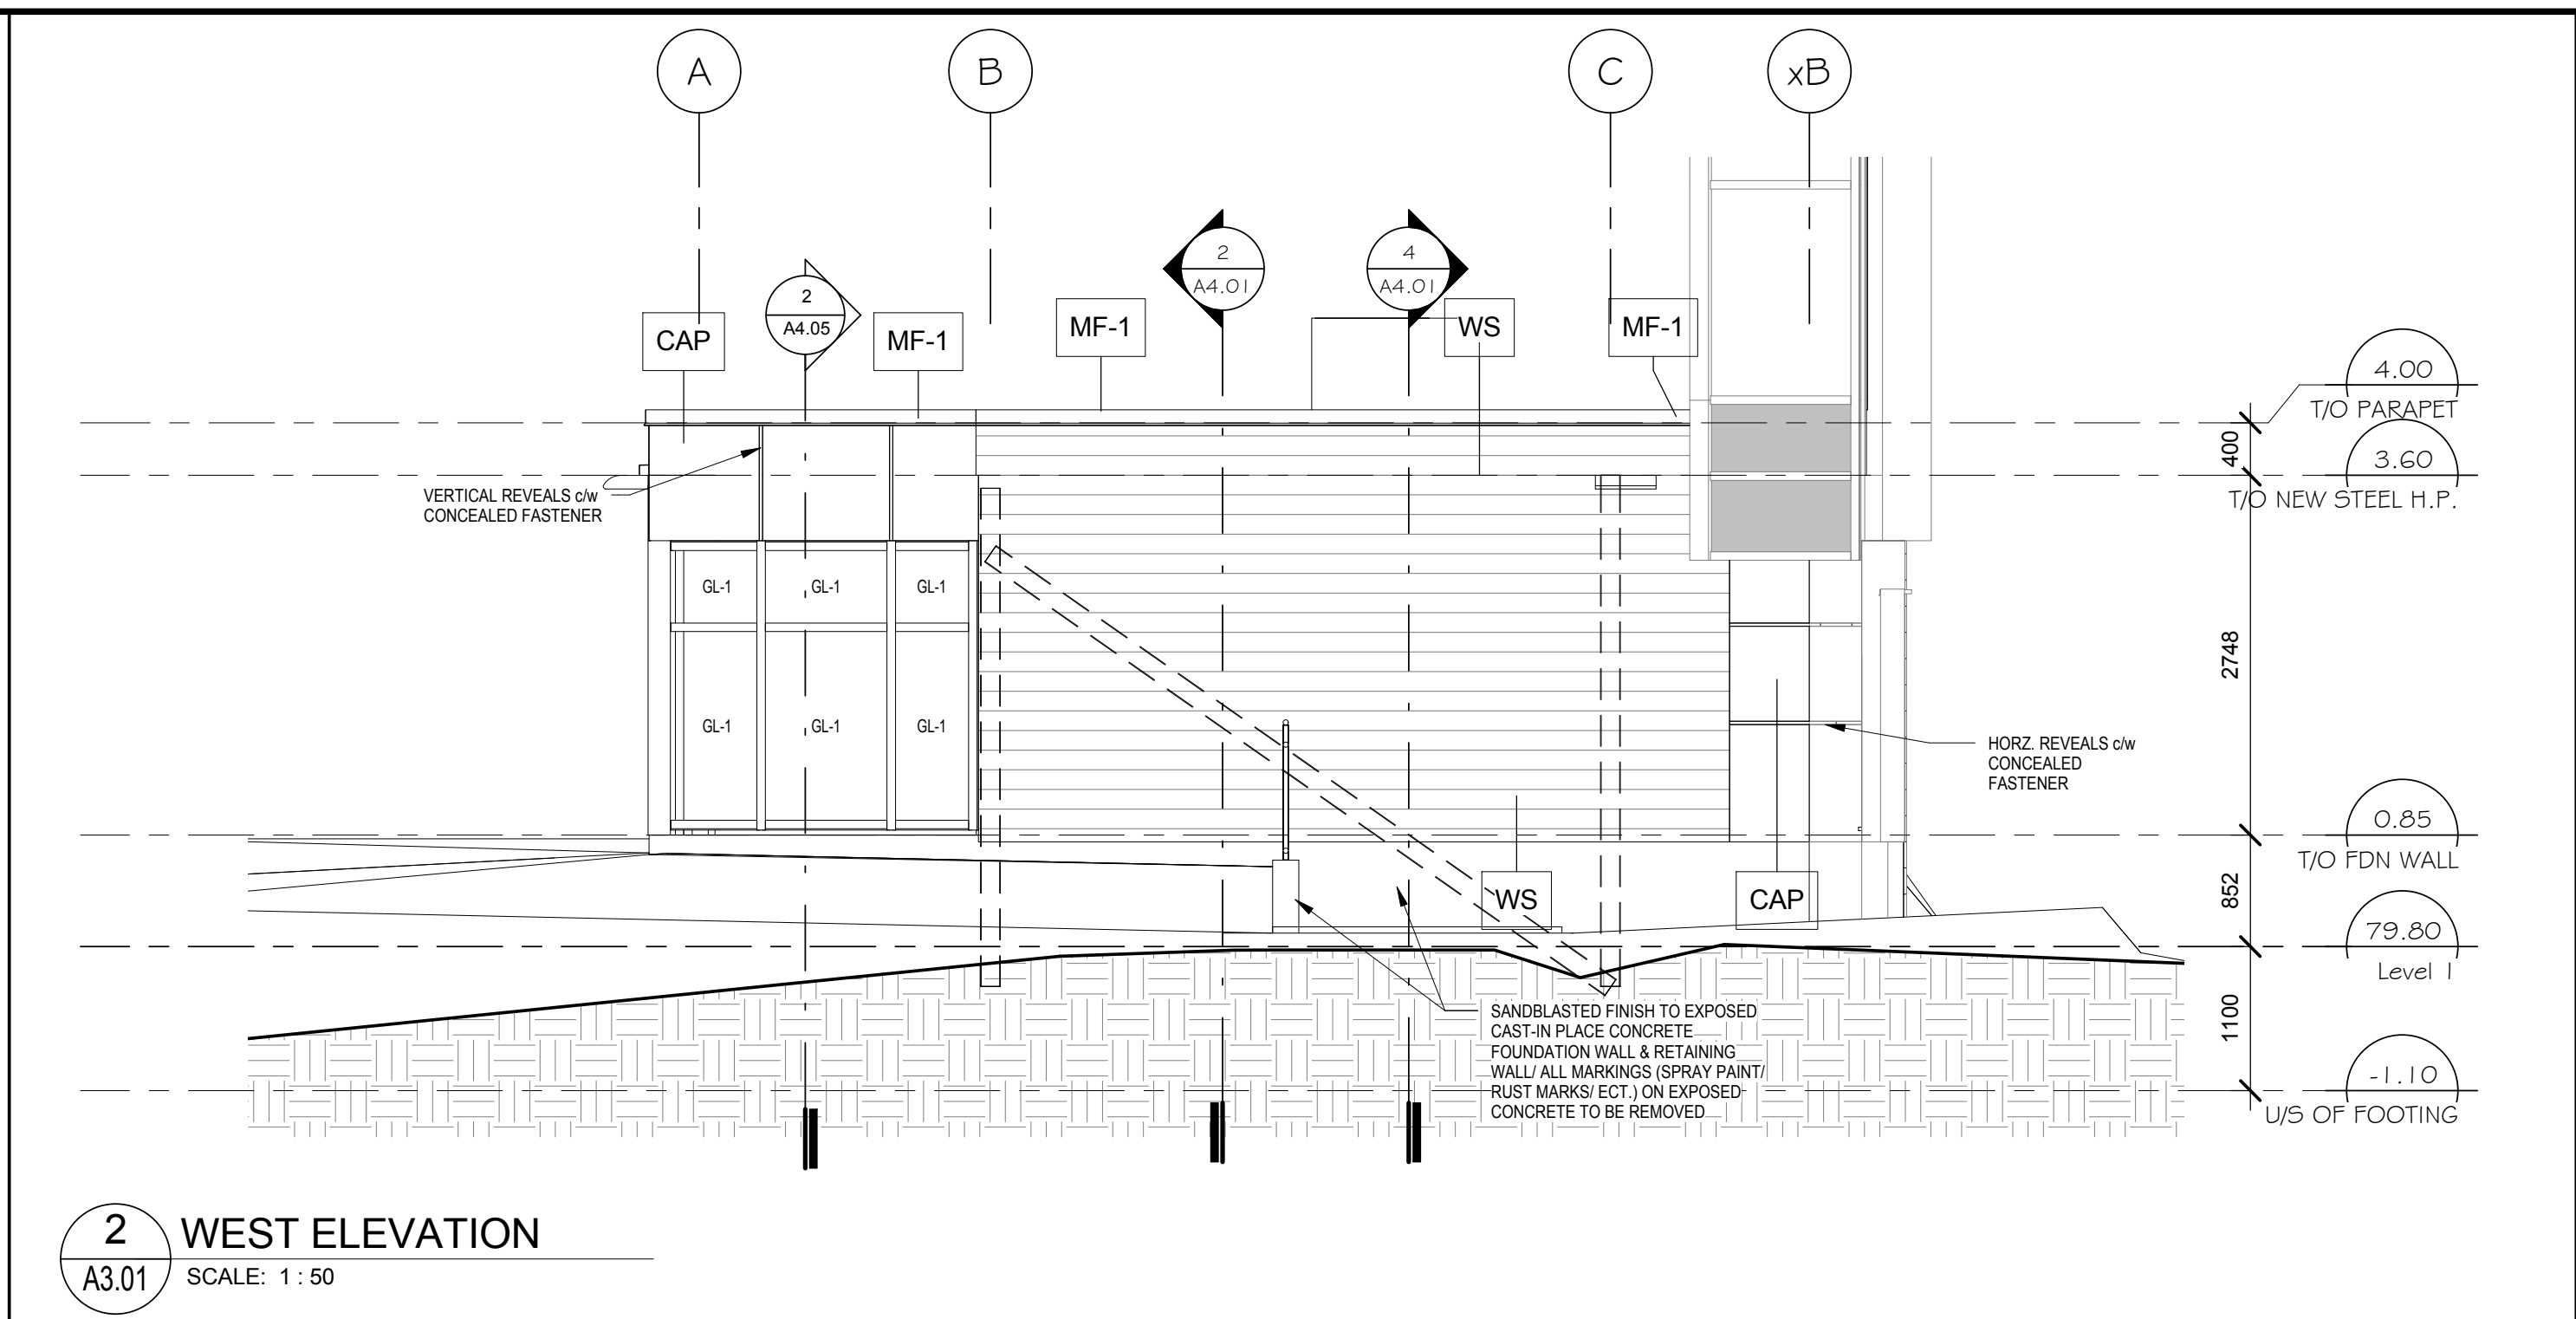 A
B
C
xB
2
A4.01
4
A4.01
2
A4.05
CAP
MF-1
MF-1
WS
MF-1
4.00
T/O PARAPET
400
3.60
T/O NEW STEEL H.P.
VERTICAL REVEALS c/w
CONCEALED FASTENER
GL-1
GL-1
GL-1
2748
GL-1
GL-1
GL-1
HORZ. REVEALS c/w
CONCEALED
FASTENER
0.85
T/O FDN WALL
852
WS
CAP
79.80
Level 1
1100
SANDBLASTED FINISH TO EXPOSED
CAST-IN PLACE CONCRETE
FOUNDATION WALL & RETAINING
WALL/ ALL MARKINGS (SPRAY PAINT/
RUST MARKS/ ECT.) ON EXPOSED
CONCRETE TO BE REMOVED
-1.10
U/S OF FOOTING
2
A3.01
WEST ELEVATION
SCALE: 1 : 50